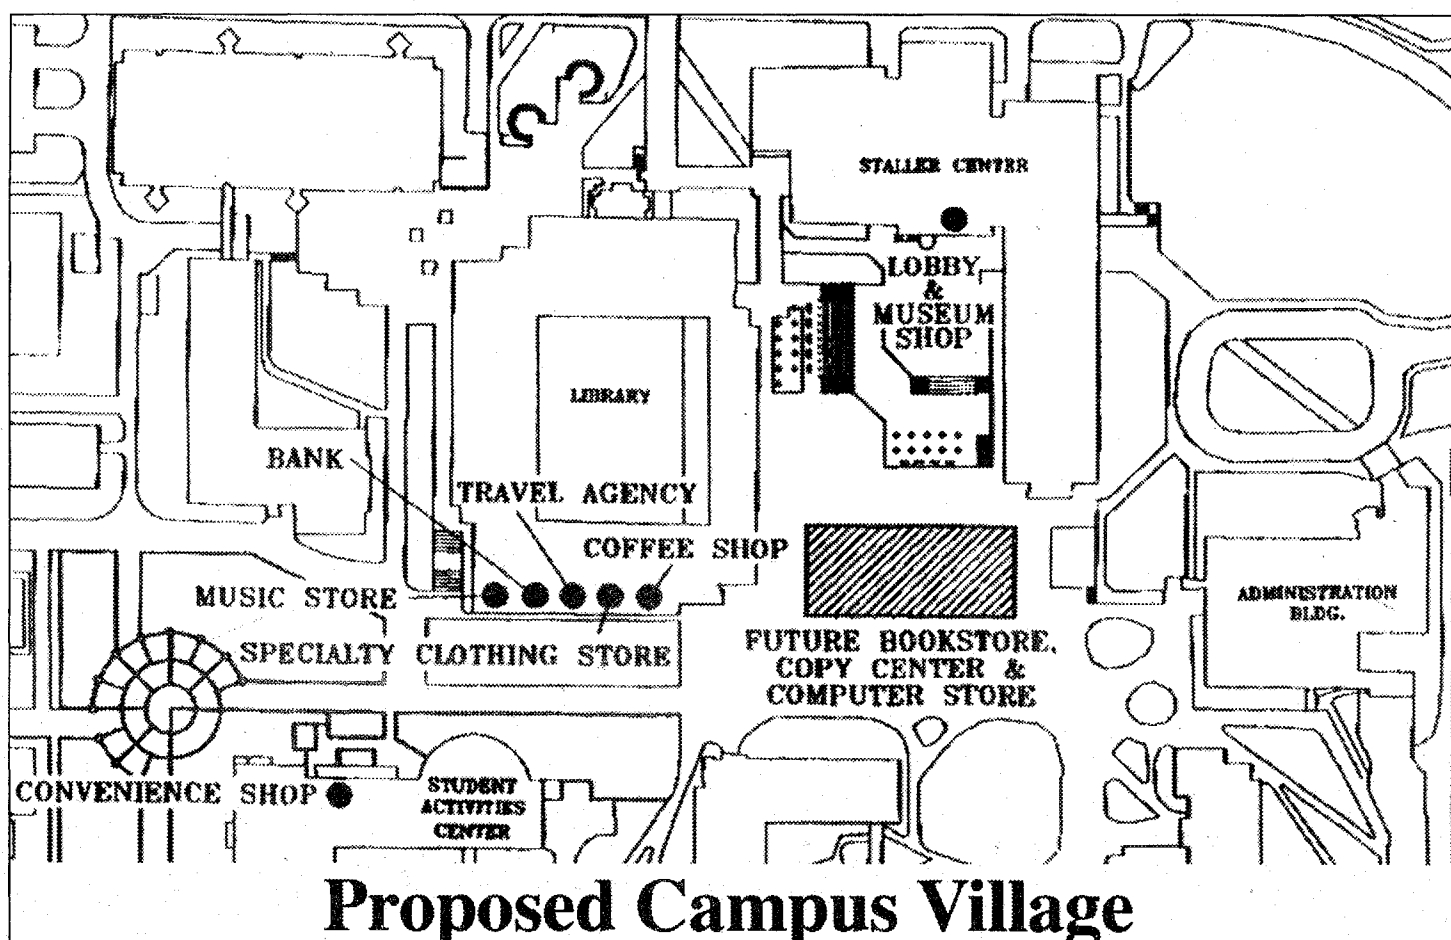 STALLER CENTER
LOBBY
&
MUSEUM
SHOP
LIBRARY
BANK
TRAVEL AGENCY
COFFEE SHOP
MUSIC STORE
SPECIALTY CLOTHING STORE
FUTURE BOOKSTORE,
COPY CENTER &
COMPUTER STORE
ADMINISTRATION
BLDG.
CONVENIENCE SHOP
STUDENT
ACTIVITIES
CENTER
Proposed Campus Village